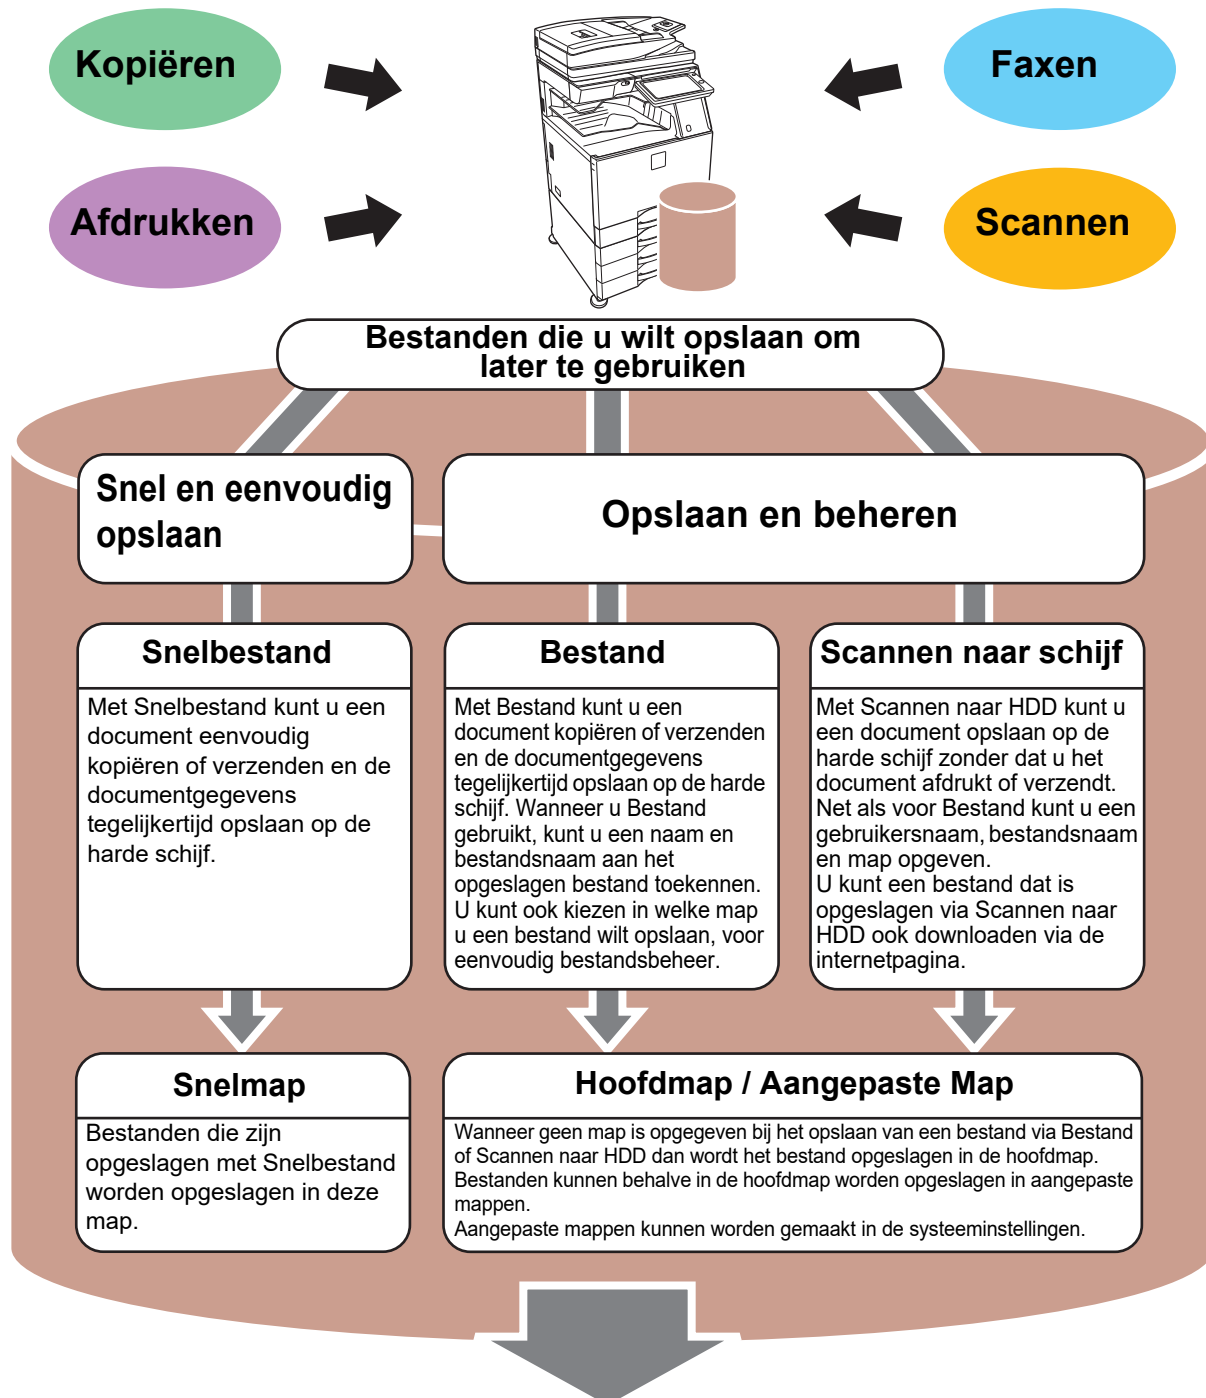 Kopiëren
Faxen
Afdrukken
Scannen
Bestanden die u wilt opslaan om
later te gebruiken
Snel en eenvoudig
opslaan
Opslaan en beheren
Snelbestand
Met Snelbestand kunt u een
document eenvoudig
kopiëren of verzenden en de
documentgegevens
tegelijkertijd opslaan op de
harde schijf.
Bestand
Met Bestand kunt u een
document kopiëren of verzenden
en de documentgegevens
tegelijkertijd opslaan op de harde
schijf. Wanneer u Bestand
gebruikt, kunt u een naam en
bestandsnaam aan het
opgeslagen bestand toekennen.
U kunt ook kiezen in welke map
u een bestand wilt opslaan, voor
eenvoudig bestandsbeheer.
Scannen naar schijf
Met Scannen naar HDD kunt u
een document opslaan op de
harde schijf zonder dat u het
document afdrukt of verzendt.
Net als voor Bestand kunt u een
gebruikersnaam, bestandsnaam
en map opgeven.
U kunt een bestand dat is
opgeslagen via Scannen naar
HDD ook downloaden via de
internetpagina.
Snelmap
Bestanden die zijn
opgeslagen met Snelbestand
worden opgeslagen in deze
map.
Hoofdmap / Aangepaste Map
Wanneer geen map is opgegeven bij het opslaan van een bestand via Bestand
of Scannen naar HDD dan wordt het bestand opgeslagen in de hoofdmap.
Bestanden kunnen behalve in de hoofdmap worden opgeslagen in aangepaste
mappen.
Aangepaste mappen kunnen worden gemaakt in de systeeminstellingen.